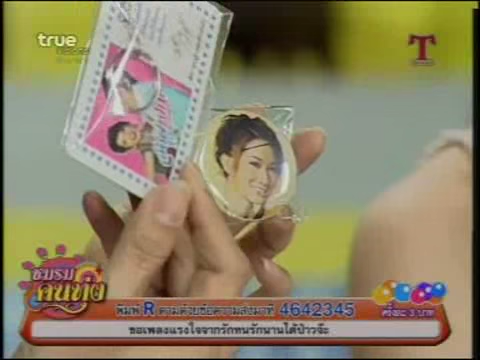 true
T
ชมรม
คนทัง
พิมพ์ R ตามด้วยข้อความส่งมาที่ 4642345
ครั้งละ 3 บาท
ขอเพลงแรงใจจากรักทนรักนานได้ป่าวจ๊ะ